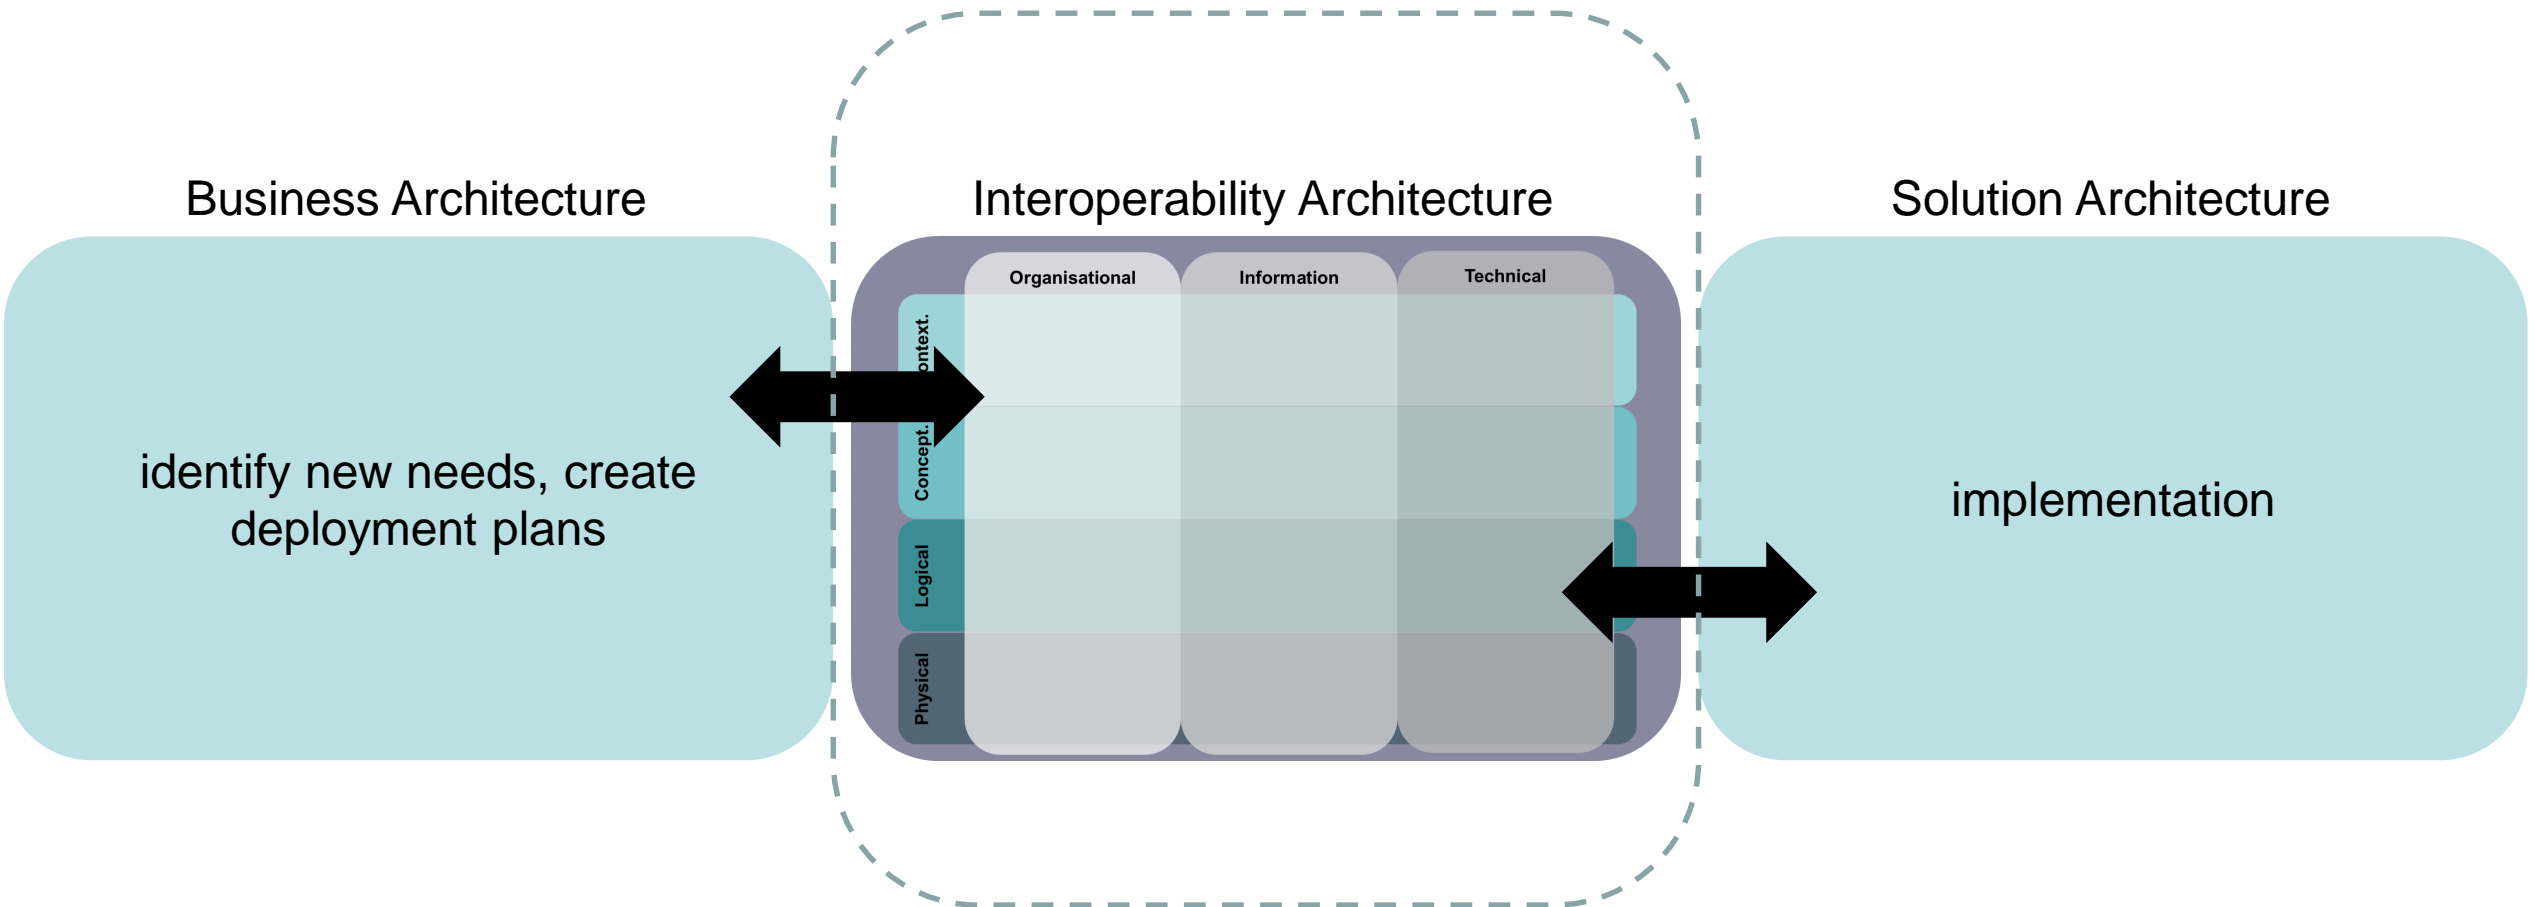 Business Architecture
identify new needs, create
deployment plans
Interoperability Architecture
Organisational
Information
Technical
ontext.
Concept.
Logical
Physical
Solution Architecture
implementation